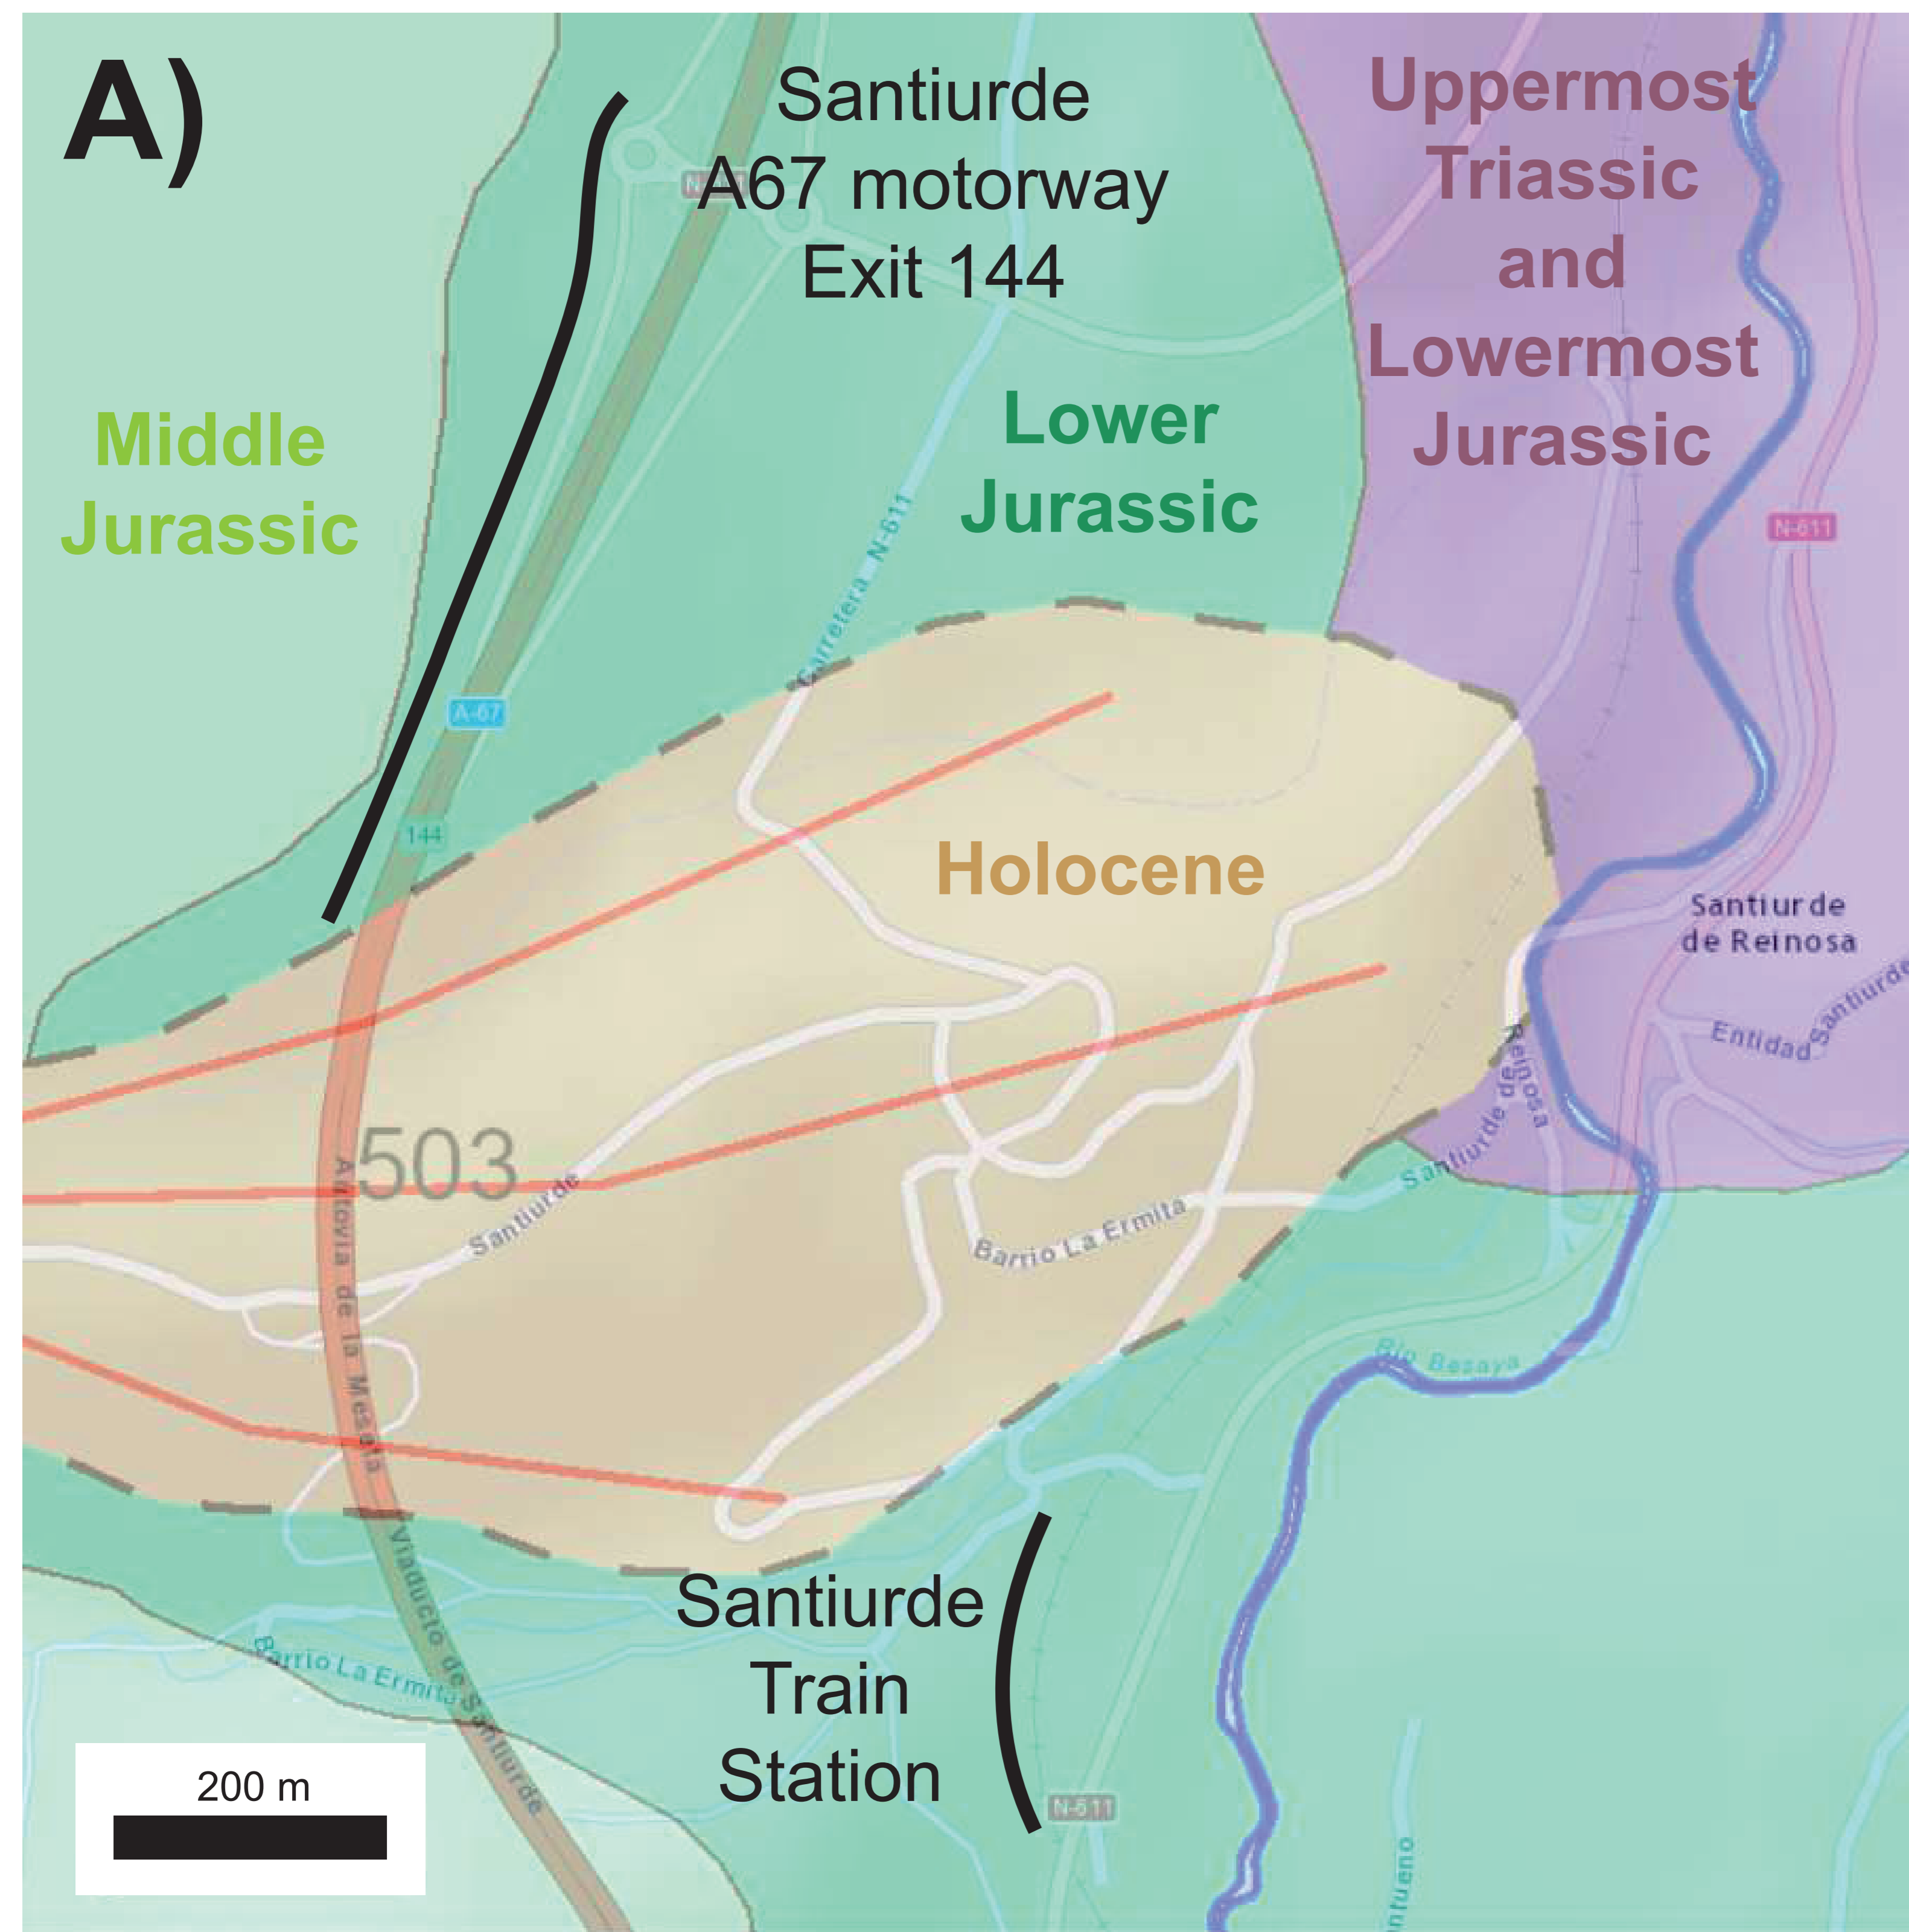 A)
Santiurde
A67 motorway
Exit 144
Uppermost
Triassic
and
Lowermost
Jurassic
Middle
Jurassic
Lower
Jurassic
Carretera N-611
N-611
A-67
144
Holocene
Santiurde
de Reinosa
Entidad Santiurde
Santiurde de
Reinosa
503
Autovía de la Meseta
Santiurde
Barrio La Ermita
Río Besaya
Viaducto de Santiurde
Barrio La Ermita
Santiurde
Train
Station
N-611
200 m